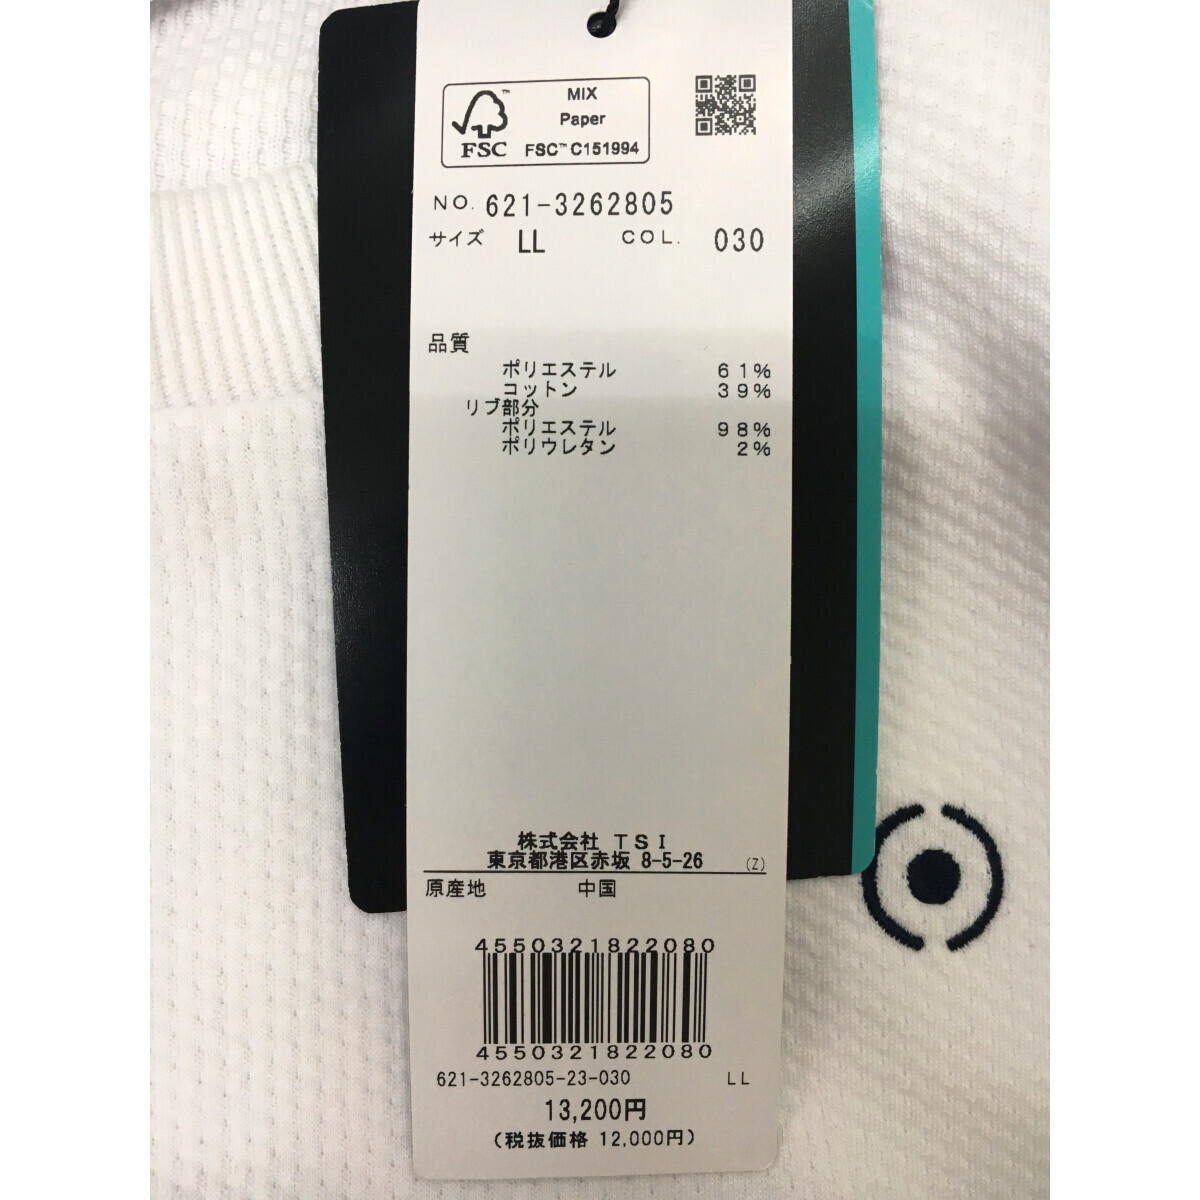 MIX
Paper
FSC™ C151994
FSC
NO. 621-3262805
サイズ LL COL. 030
品質
ポリエステル 61%
コットン 39%
リブ部分
ポリエステル 98%
ポリウレタン 2%
株式会社 TSI
東京都港区赤坂 8-5-26 (Z)
原産地 中国
4550321822080
4550321822080
621-3262805-23-030 LL
13,200円
(税抜価格 12,000円)